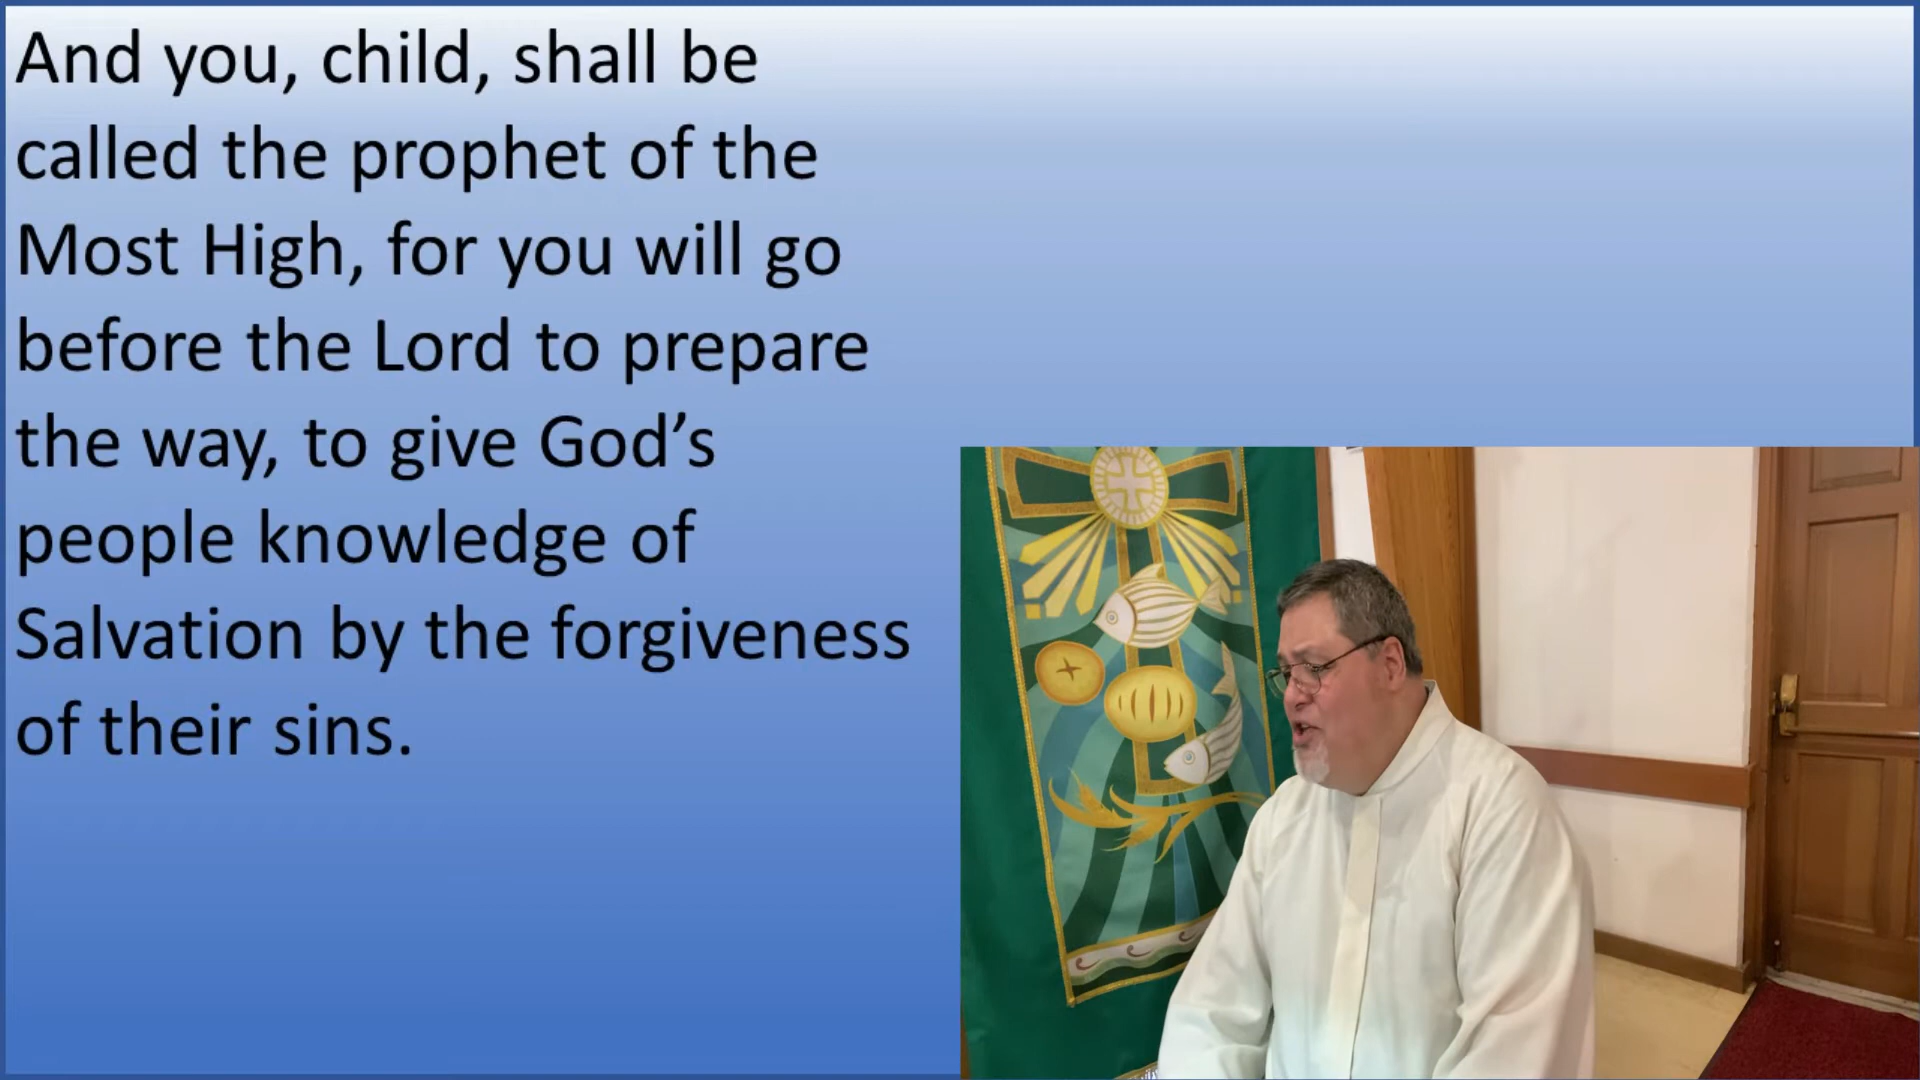 And you, child, shall be
called the prophet of the
Most High, for you will go
before the Lord to prepare
the way, to give God’s
people knowledge of
Salvation by the forgiveness
of their sins.